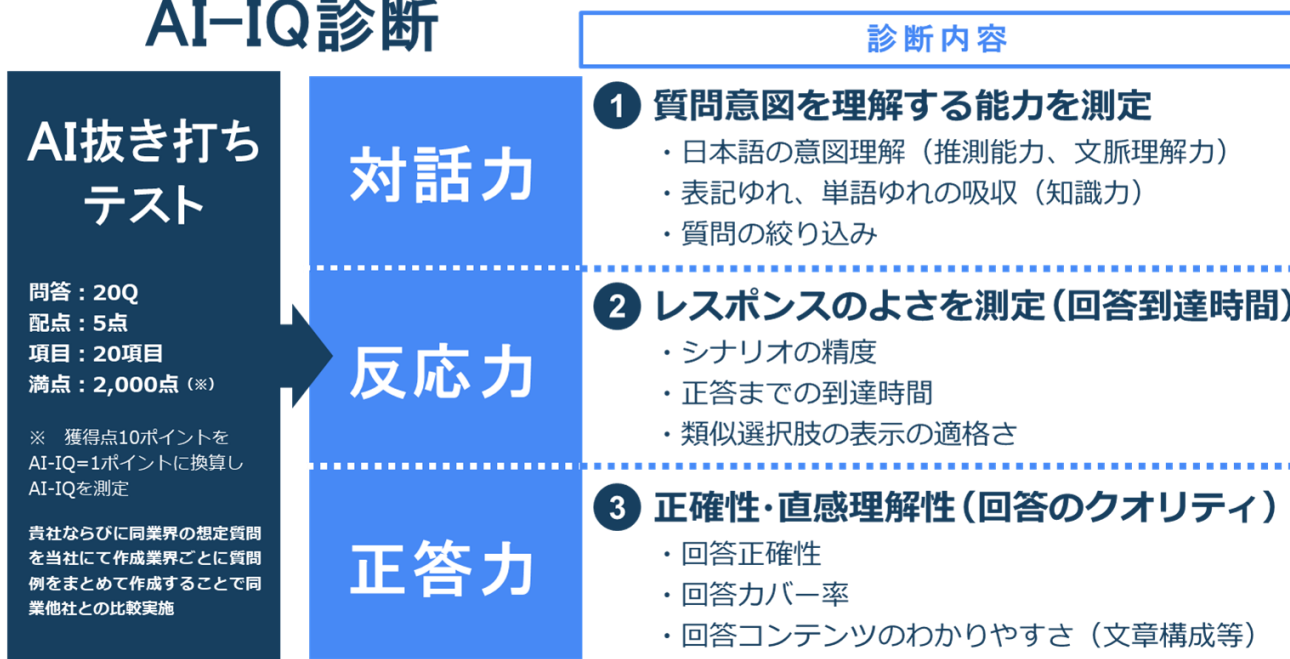 AI-IQ診断
診断内容
AI抜き打ち
テスト
問答：20Q
配点：5点
項目：20項目
満点：2,000点（※）
※　獲得点10ポイントを
AI-IQ=1ポイントに換算し
AI-IQを測定
貴社ならびに同業界の想定質問
を当社にて作成業界ごとに質問
例をまとめて作成することで同
業他社との比較実施
対話力
1 質問意図を理解する能力を測定
・日本語の意図理解（推測能力、文脈理解力）
・表記ゆれ、単語ゆれの吸収（知識力）
・質問の絞り込み
反応力
2 レスポンスのよさを測定（回答到達時間）
・シナリオの精度
・正答までの到達時間
・類似選択肢の表示の適格さ
正答力
3 正確性・直感理解性（回答のクオリティ）
・回答正確性
・回答カバー率
・回答コンテンツのわかりやすさ（文章構成等）